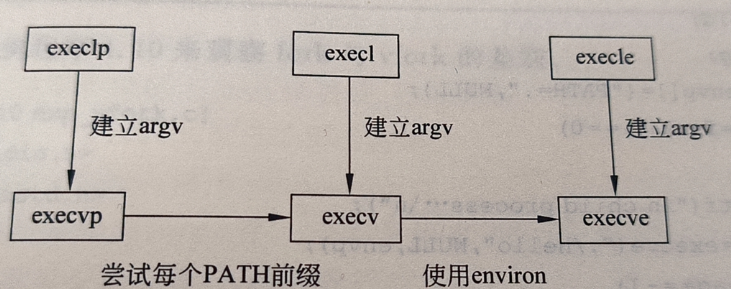 execlp execl execle
建立argv 建立argv 建立argv
execvp execv execve
尝试每个PATH前缀 使用environ